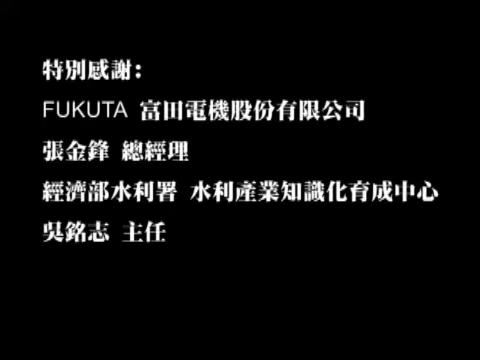 特別感謝:
FUKUTA 富田電機股份有限公司
張金鋒 總經理
經濟部水利署 水利產業知識化育成中心
吳銘志 主任